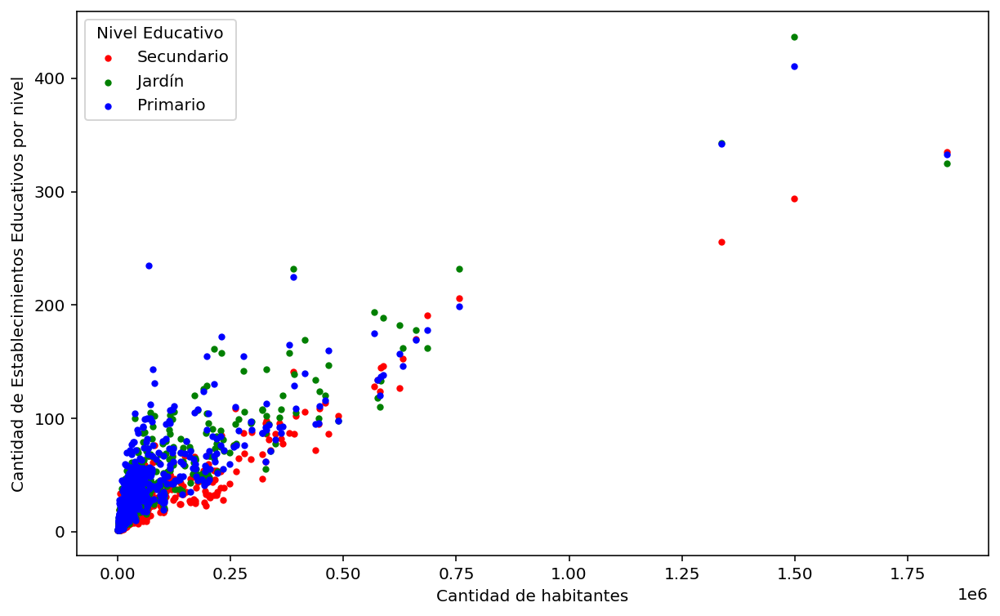 Nivel Educativo
Secundario
Jardín
Primario
Cantidad de Establecimientos Educativos por nivel
400
300
200
100
0
0.00 0.25 0.50 0.75 1.00 1.25 1.50 1.75
1e6
Cantidad de habitantes